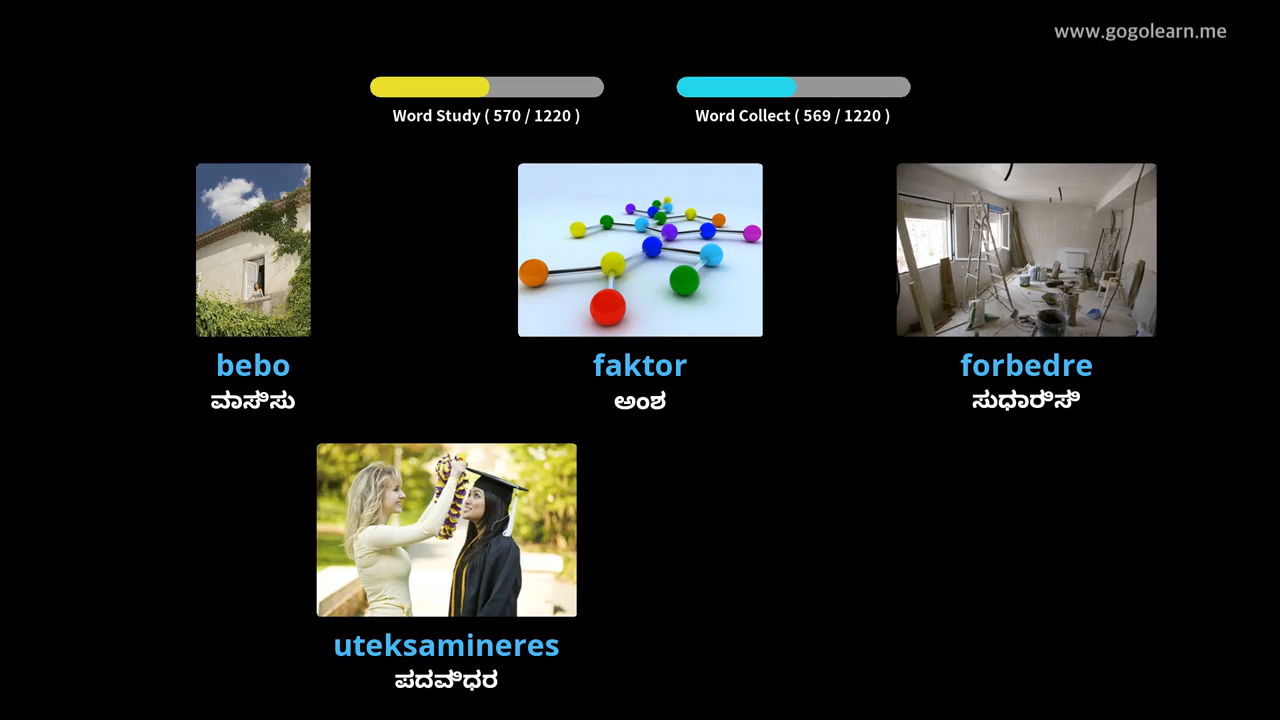 www.gogolearn.me
Word Study ( 570 / 1220 )
Word Collect ( 569 / 1220 )
bebo
ವಾಸಿಸು
faktor
ಅಂಶ
forbedre
ಸುಧಾರಿಸಿ
uteksamineres
ಪದವಿಧರ